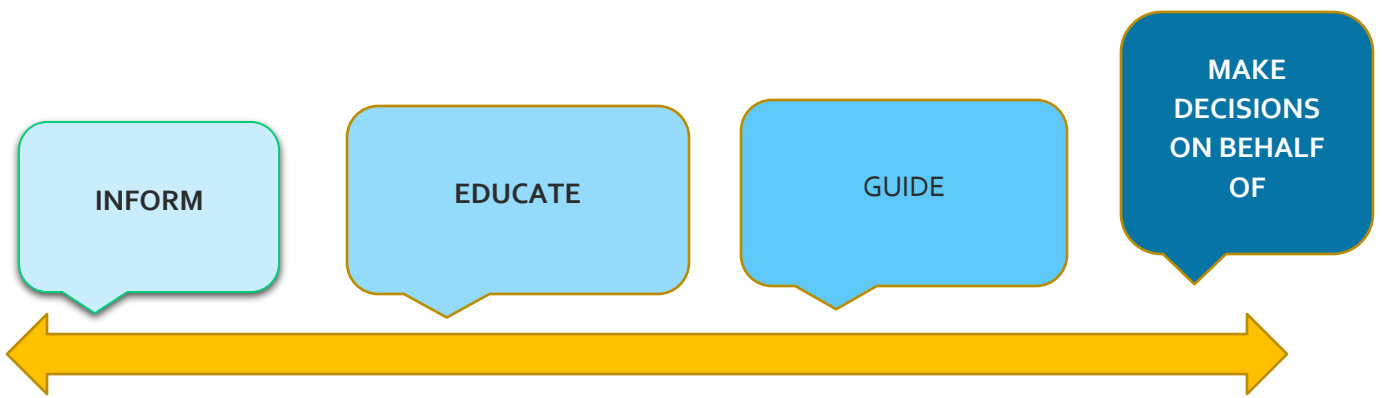 INFORM
EDUCATE
GUIDE
MAKE
DECISIONS
ON BEHALF
OF